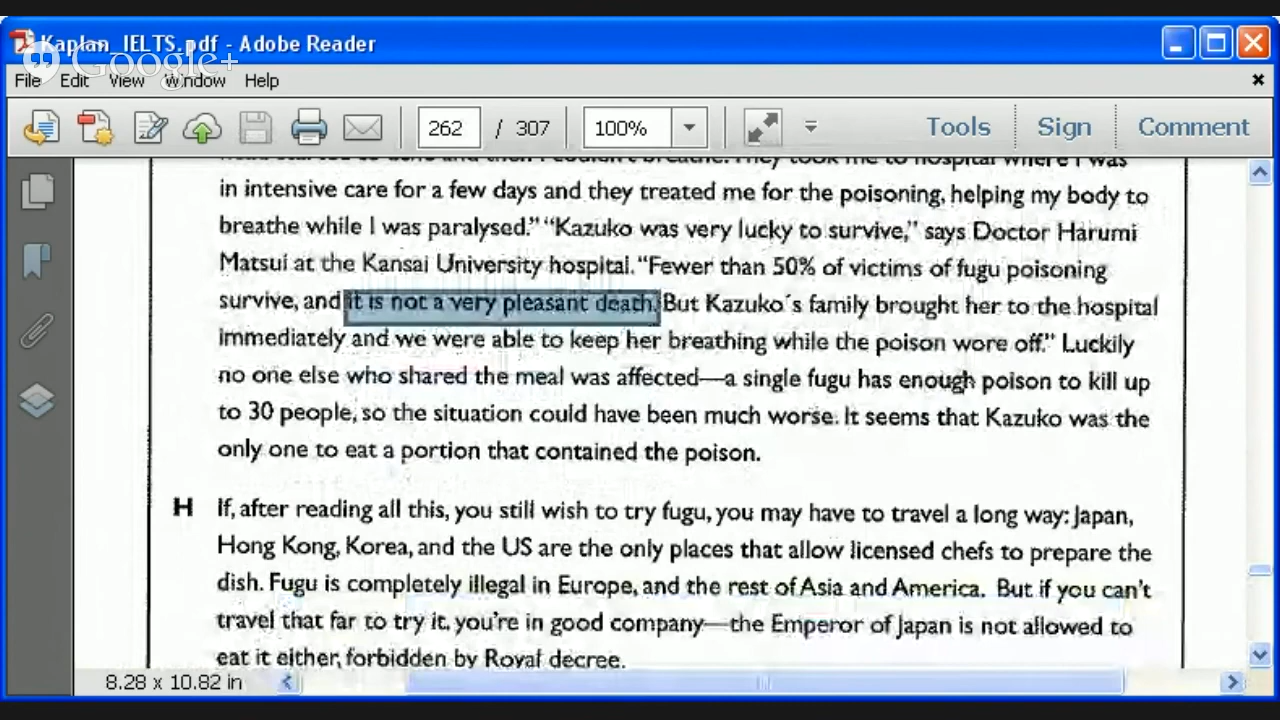 Kaplan_IELTS.pdf - Adobe Reader
Google+
File Edit View Window Help
262 / 307 100% Tools Sign Comment
to hospital where I was
in intensive care for a few days and they treated me for the poisoning, helping my body to
breathe while I was paralysed.” “Kazuko was very lucky to survive,” says Doctor Harumi
Matsui at the Kansai University hospital. “Fewer than 50% of victims of fugu poisoning
survive, and it is not a very pleasant death. But Kazuko´s family brought her to the hospital
immediately and we were able to keep her breathing while the poison wore off.” Luckily
no one else who shared the meal was affected—a single fugu has enough poison to kill up
to 30 people, so the situation could have been much worse. It seems that Kazuko was the
only one to eat a portion that contained the poison.
H If, after reading all this, you still wish to try fugu, you may have to travel a long way: Japan,
Hong Kong, Korea, and the US are the only places that allow licensed chefs to prepare the
dish. Fugu is completely illegal in Europe, and the rest of Asia and America. But if you can't
travel that far to try it, you're in good company—the Emperor of Japan is not allowed to
eat it either, forbidden by Royal decree.
8.28 x 10.82 in